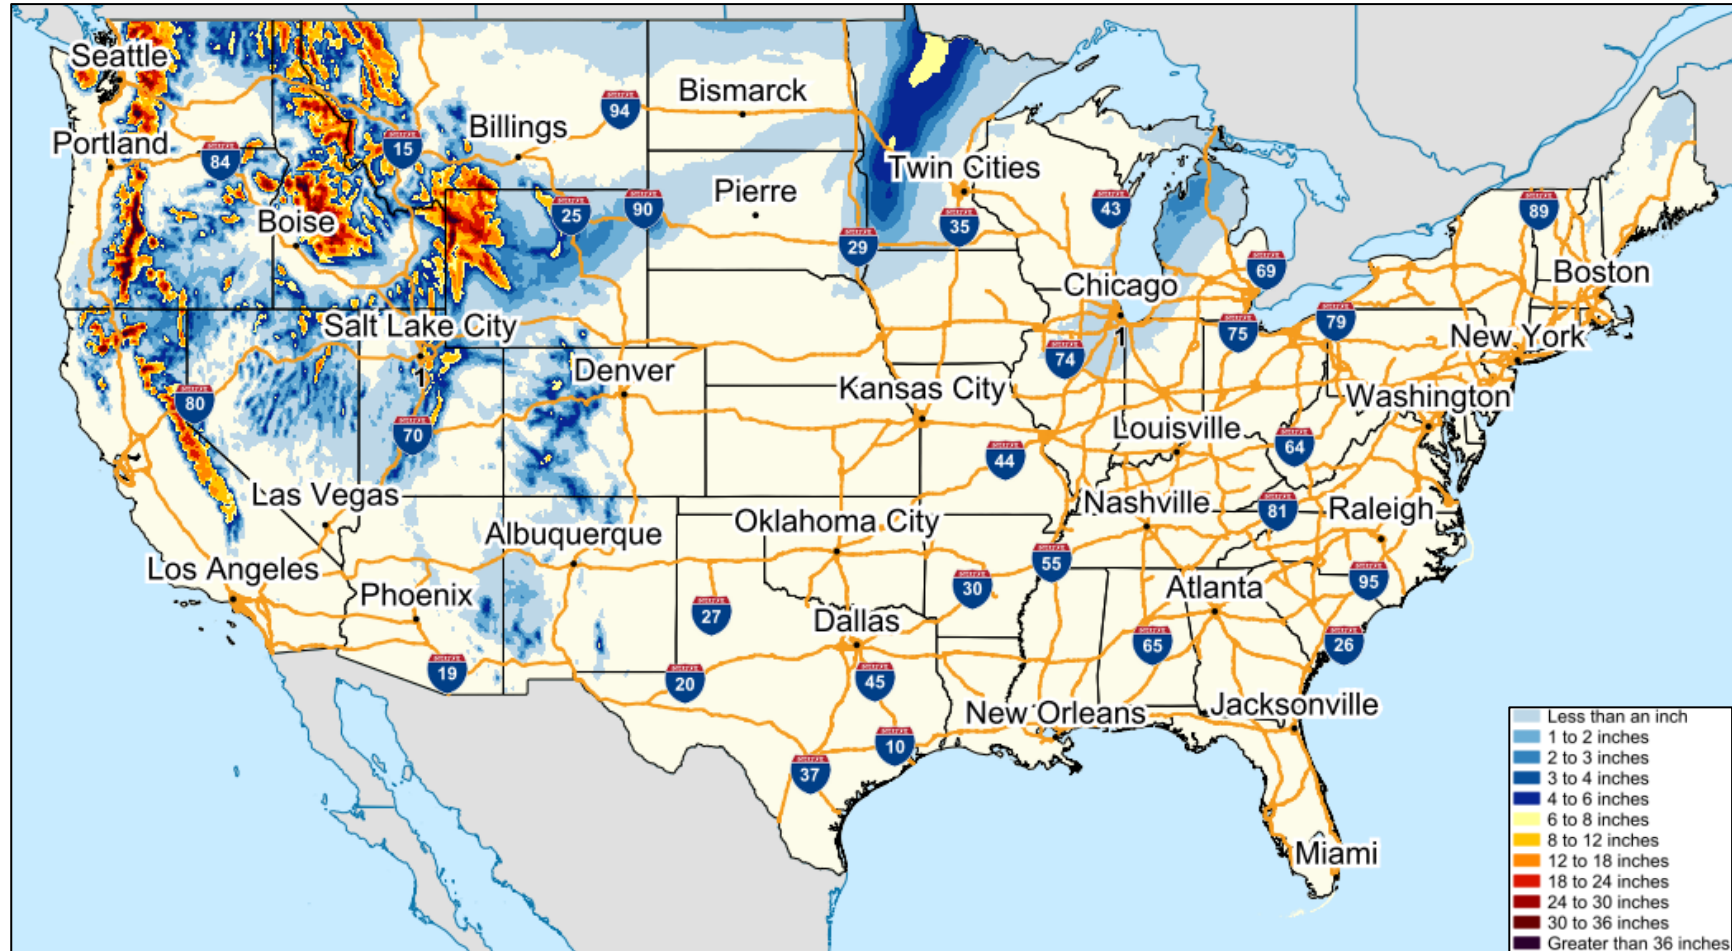 Seattle
Bismarck
94
Billings
Portland
15
84
Twin Cities
Pierre
25
90
43
89
Boise
35
29
69
Boston
Chicago
Salt Lake City
79
75
New York
1
74
Denver
1
Kansas City
Washington
80
70
Louisville
64
44
Las Vegas
Nashville
81
Raleigh
Oklahoma City
Albuquerque
55
Los Angeles
95
30
Phoenix
Atlanta
27
Dallas
65
26
19
20
45
Jacksonville
New Orleans
10
37
Miami
Less than an inch
1 to 2 inches
2 to 3 inches
3 to 4 inches
4 to 6 inches
6 to 8 inches
8 to 12 inches
12 to 18 inches
18 to 24 inches
24 to 30 inches
30 to 36 inches
Greater than 36 inches